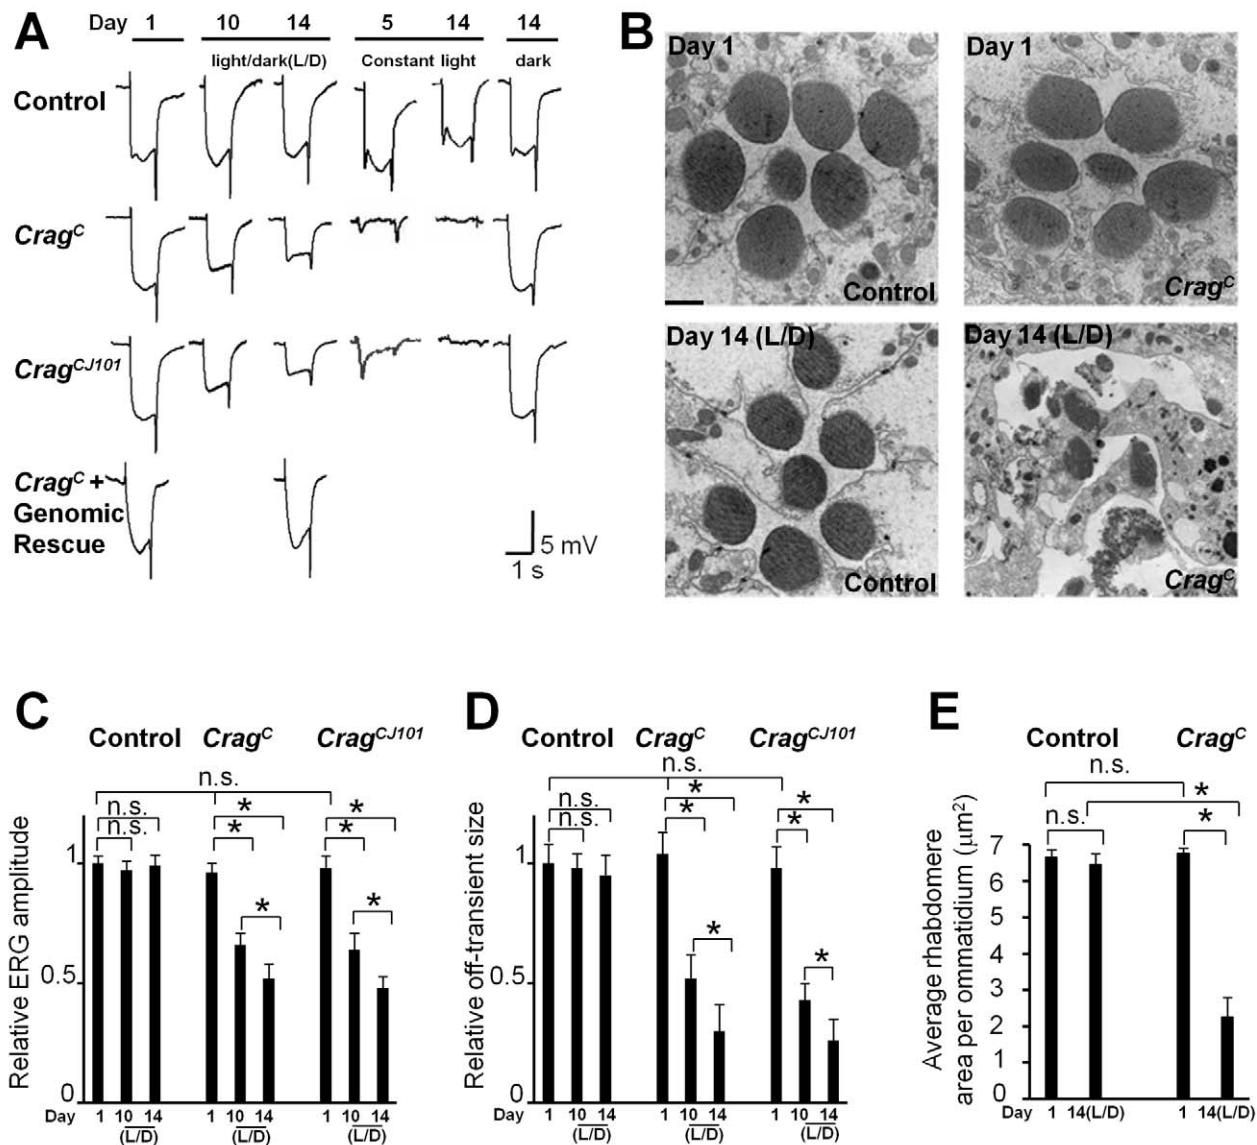 A
Day 1 10 14 5 14 14
light/dark(L/D) Constant light dark
Control
Crag^C
Crag^CJ101
Crag^C +
Genomic
Rescue
5 mV
1 s
B
Day 1
Control
Day 1
Crag^C
Day 14 (L/D)
Control
Day 14 (L/D)
Crag^C
C
Control Crag^C Crag^CJ101
n.s.
n.s. * *
n.s. * *
* *
Relative ERG amplitude
1
0.5
0
Day 1 10 14 1 10 14 1 10 14
(L/D) (L/D) (L/D)
D
Control Crag^C Crag^CJ101
n.s.
n.s. * *
n.s. * *
* *
Relative off-transient size
1
0.5
0
Day 1 10 14 1 10 14 1 10 14
(L/D) (L/D) (L/D)
E
Control Crag^C
n.s.
*
n.s. *
Average rhabdomere
area per ommatidium (μm²)
7
6
5
4
3
2
1
0
Day 1 14(L/D) 1 14(L/D)